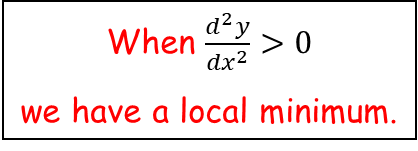 When d²y/dx² > 0
we have a local minimum.